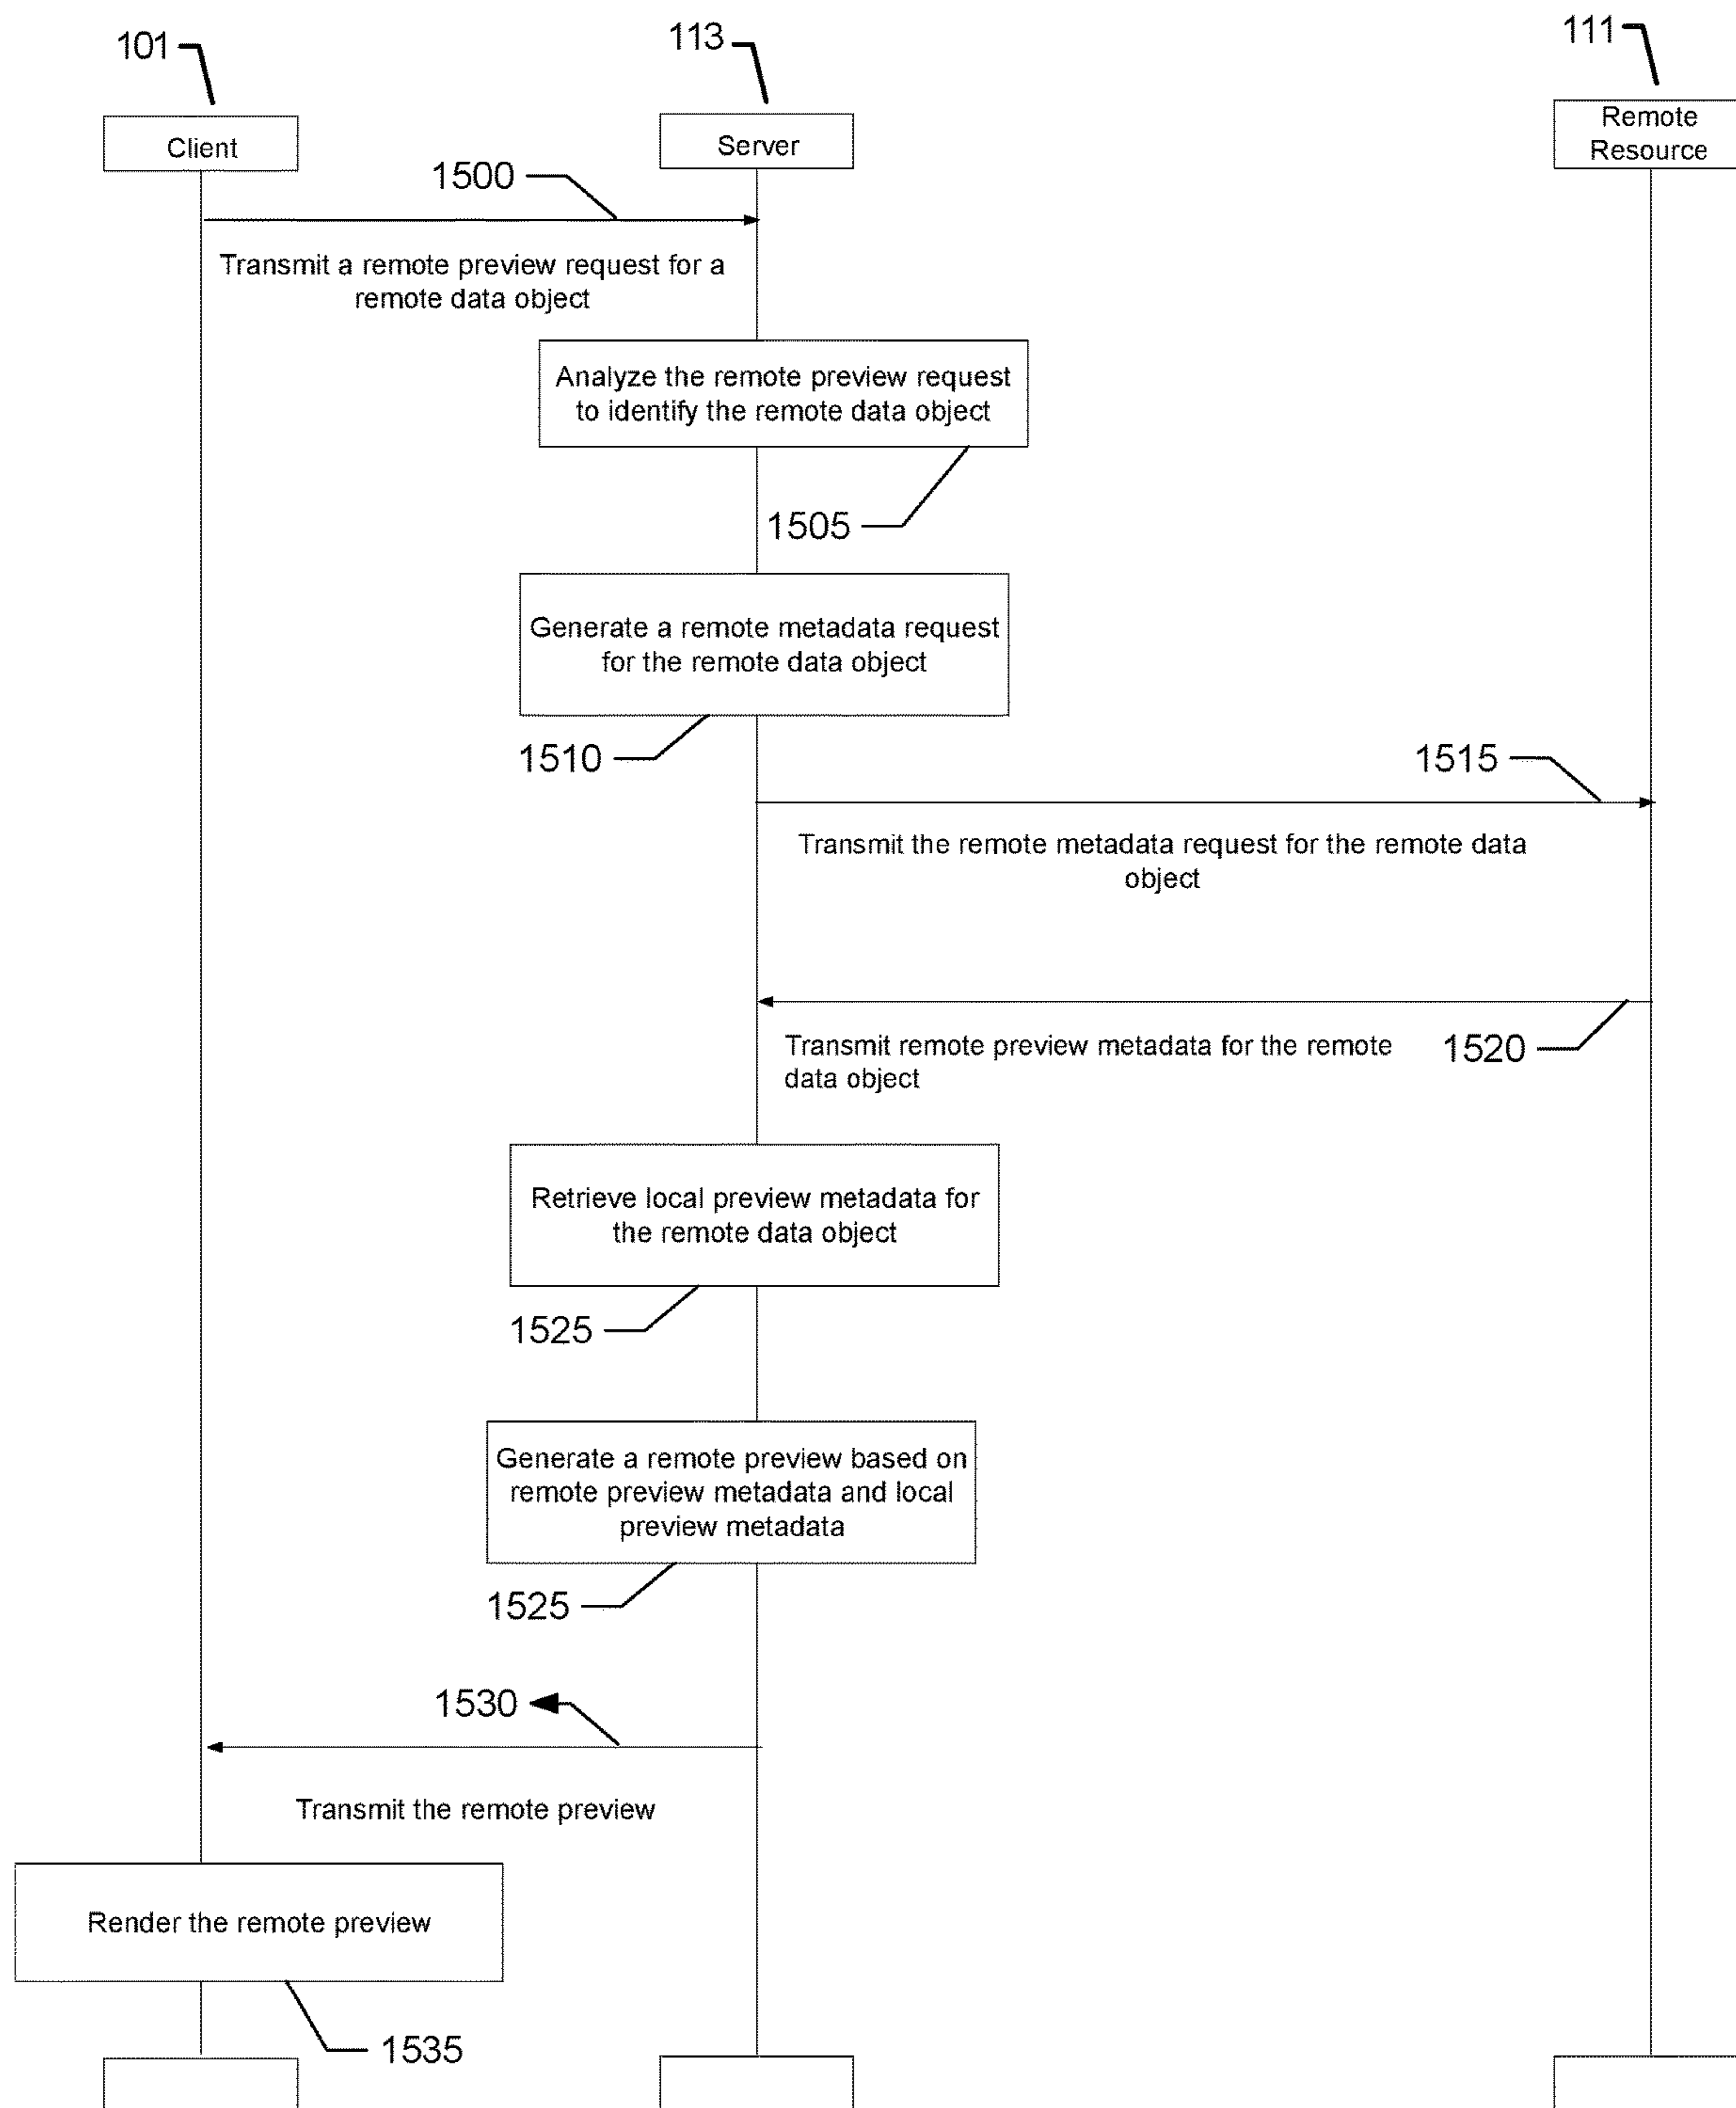 101
113
111
Client
Server
Remote
Resource
1500
Transmit a remote preview request for a
remote data object
Analyze the remote preview request
to identify the remote data object
1505
Generate a remote metadata request
for the remote data object
1510
1515
Transmit the remote metadata request for the remote data
object
Transmit remote preview metadata for the remote
data object
1520
Retrieve local preview metadata for
the remote data object
1525
Generate a remote preview based on
remote preview metadata and local
preview metadata
1525
1530
Transmit the remote preview
Render the remote preview
1535